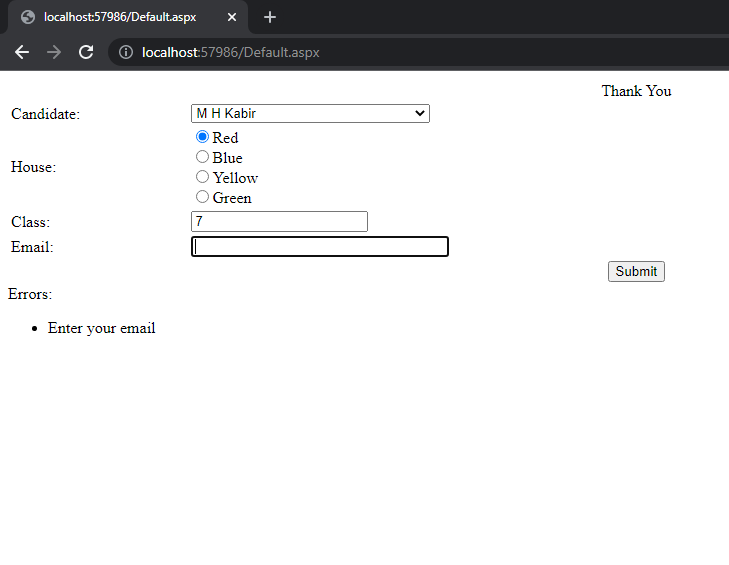 localhost:57986/Default.aspx
localhost:57986/Default.aspx
Thank You
Candidate: M H Kabir
House:
Red
Blue
Yellow
Green
Class: 7
Email:
Submit
Errors:
• Enter your email